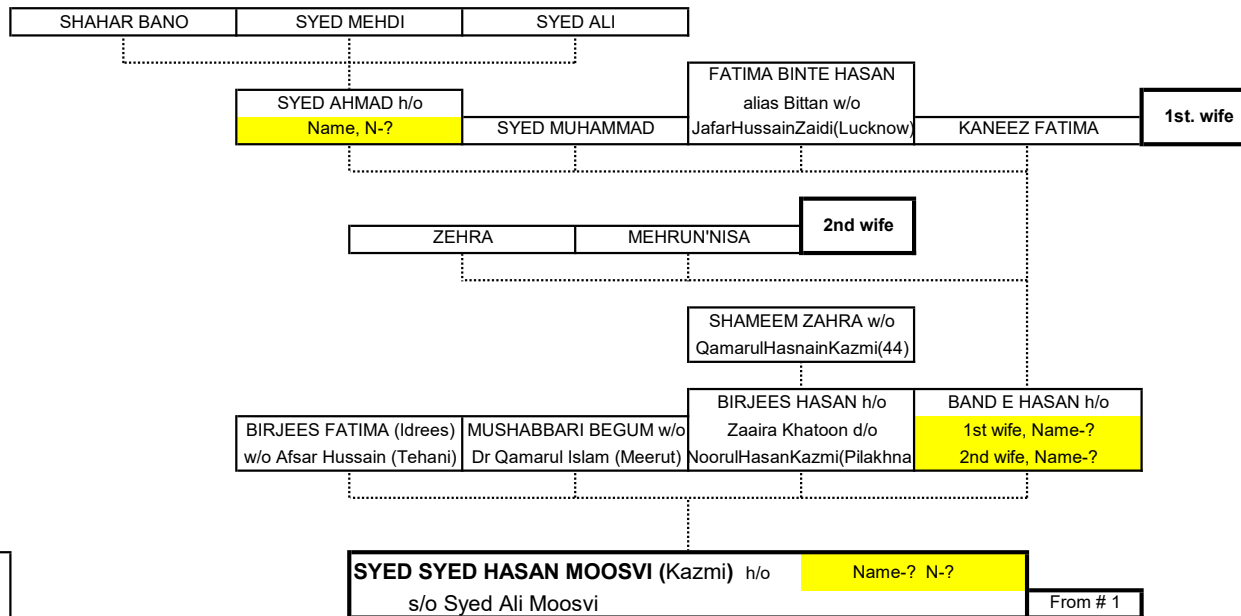 SHAHAR BANO
SYED MEHDI
SYED ALI
FATIMA BINTE HASAN
alias Bittan w/o
JafarHussainZaidi(Lucknow)
SYED AHMAD h/o
Name, N-?
SYED MUHAMMAD
KANEEZ FATIMA
1st. wife
ZEHRA
MEHRUN'NISA
2nd wife
SHAMEEM ZAHRA w/o
QamarulHasnainKazmi(44)
BIRJEES FATIMA (Idrees)
w/o Afsar Hussain (Tehani)
MUSHABBARI BEGUM w/o
Dr Qamarul Islam (Meerut)
BIRJEES HASAN h/o
Zaaira Khatoon d/o
NoorulHasanKazmi(Pilakhna
BAND E HASAN h/o
1st wife, Name-?
2nd wife, Name-?
SYED SYED HASAN MOOSVI (Kazmi) h/o Name-? N-?
s/o Syed Ali Moosvi
From # 1